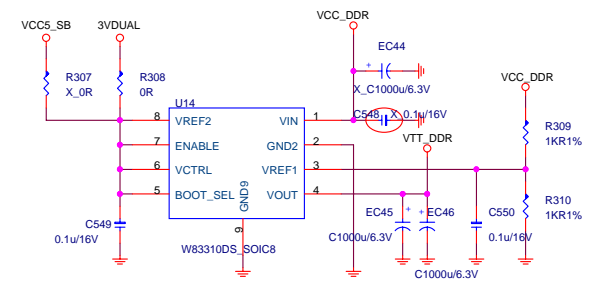 VCC_DDR
VCC5_SB
3VDUAL
EC44
R307
X_0R
R308
0R
VCC_DDR
X_C1000u/6.3V
U14
C548 X_0.1u/16V
8
VREF2
VIN
1
R309
1KR1%
VTT_DDR
7
ENABLE
GND2
2
6
VCTRL
VREF1
3
5
BOOT_SEL
VOUT
4
GND9
R310
1KR1%
C549
0.1u/16V
9
EC45
EC46
C550
C1000u/6.3V
0.1u/16V
W83310DS_SOIC8
C1000u/6.3V